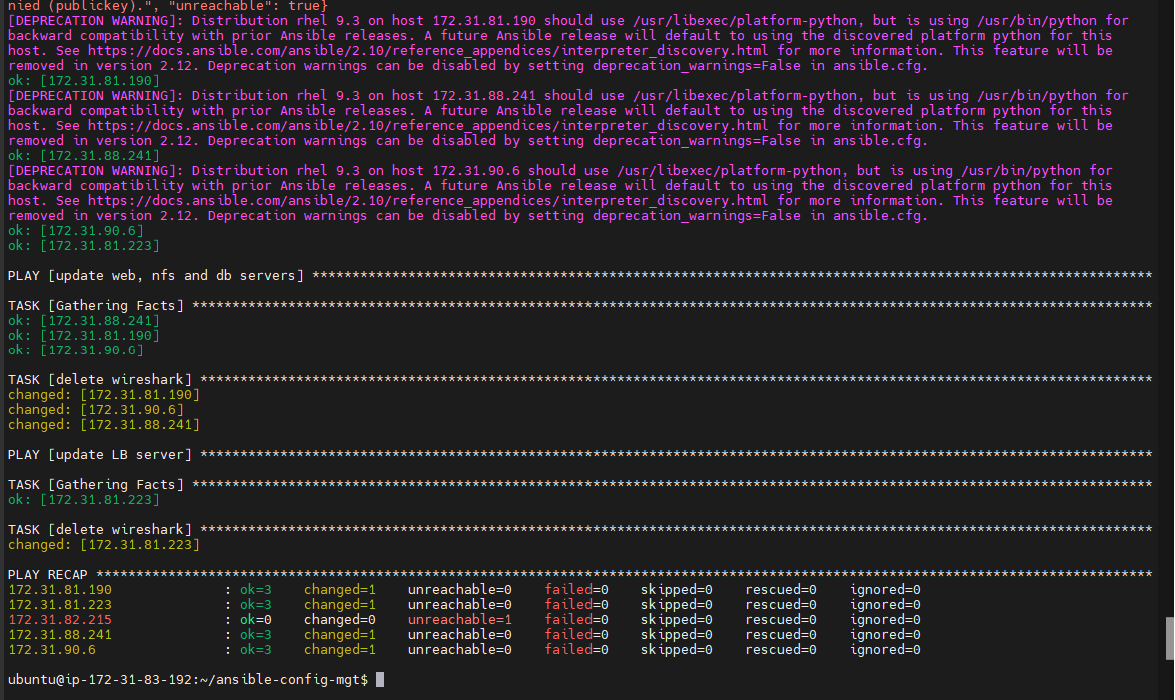 nied (publickey).", "unreachable": true}
[DEPRECATION WARNING]: Distribution rhel 9.3 on host 172.31.81.190 should use /usr/libexec/platform-python, but is using /usr/bin/python for
backward compatibility with prior Ansible releases. A future Ansible release will default to using the discovered platform python for this
host. See https://docs.ansible.com/ansible/2.10/reference_appendices/interpreter_discovery.html for more information. This feature will be
removed in version 2.12. Deprecation warnings can be disabled by setting deprecation_warnings=False in ansible.cfg.
ok: [172.31.81.190]
[DEPRECATION WARNING]: Distribution rhel 9.3 on host 172.31.88.241 should use /usr/libexec/platform-python, but is using /usr/bin/python for
backward compatibility with prior Ansible releases. A future Ansible release will default to using the discovered platform python for this
host. See https://docs.ansible.com/ansible/2.10/reference_appendices/interpreter_discovery.html for more information. This feature will be
removed in version 2.12. Deprecation warnings can be disabled by setting deprecation_warnings=False in ansible.cfg.
ok: [172.31.88.241]
[DEPRECATION WARNING]: Distribution rhel 9.3 on host 172.31.90.6 should use /usr/libexec/platform-python, but is using /usr/bin/python for
backward compatibility with prior Ansible releases. A future Ansible release will default to using the discovered platform python for this
host. See https://docs.ansible.com/ansible/2.10/reference_appendices/interpreter_discovery.html for more information. This feature will be
removed in version 2.12. Deprecation warnings can be disabled by setting deprecation_warnings=False in ansible.cfg.
ok: [172.31.90.6]
ok: [172.31.81.223]
PLAY [update web, nfs and db servers] *********************************************************************************************************
TASK [Gathering Facts] ************************************************************************************************************************
ok: [172.31.88.241]
ok: [172.31.81.190]
ok: [172.31.90.6]
TASK [delete wireshark] ***********************************************************************************************************************
changed: [172.31.81.190]
changed: [172.31.90.6]
changed: [172.31.88.241]
PLAY [update LB server] ***********************************************************************************************************************
TASK [Gathering Facts] ************************************************************************************************************************
ok: [172.31.81.223]
TASK [delete wireshark] ***********************************************************************************************************************
changed: [172.31.81.223]
PLAY RECAP ************************************************************************************************************************************
172.31.81.190              : ok=3    changed=1    unreachable=0    failed=0    skipped=0    rescued=0    ignored=0
172.31.81.223              : ok=3    changed=1    unreachable=0    failed=0    skipped=0    rescued=0    ignored=0
172.31.82.215              : ok=0    changed=0    unreachable=1    failed=0    skipped=0    rescued=0    ignored=0
172.31.88.241              : ok=3    changed=1    unreachable=0    failed=0    skipped=0    rescued=0    ignored=0
172.31.90.6                : ok=3    changed=1    unreachable=0    failed=0    skipped=0    rescued=0    ignored=0
ubuntu@ip-172-31-83-192:~/ansible-config-mgt$